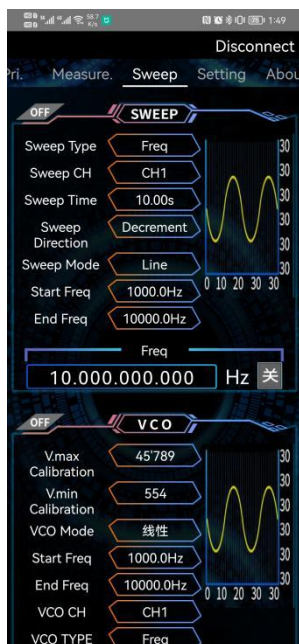 58.7 K/s 1:49
Disconnect
Pri. Measure. Sweep Setting Abou
OFF SWEEP
Sweep Type Freq
Sweep CH CH1
Sweep Time 10.00s
Sweep Direction Decrement
Sweep Mode Line
Start Freq 1000.0Hz
End Freq 10000.0Hz
30
30
30
30
30
30
0 10 20 30 30
Freq
10.000.000.000 Hz 关
OFF VCO
V.max Calibration 45'789
V.min Calibration 554
VCO Mode 线性
Start Freq 1000.0Hz
End Freq 10000.0Hz
VCO CH CH1
VCO TYPE Freq
30
30
30
30
30
30
0 10 20 30 30